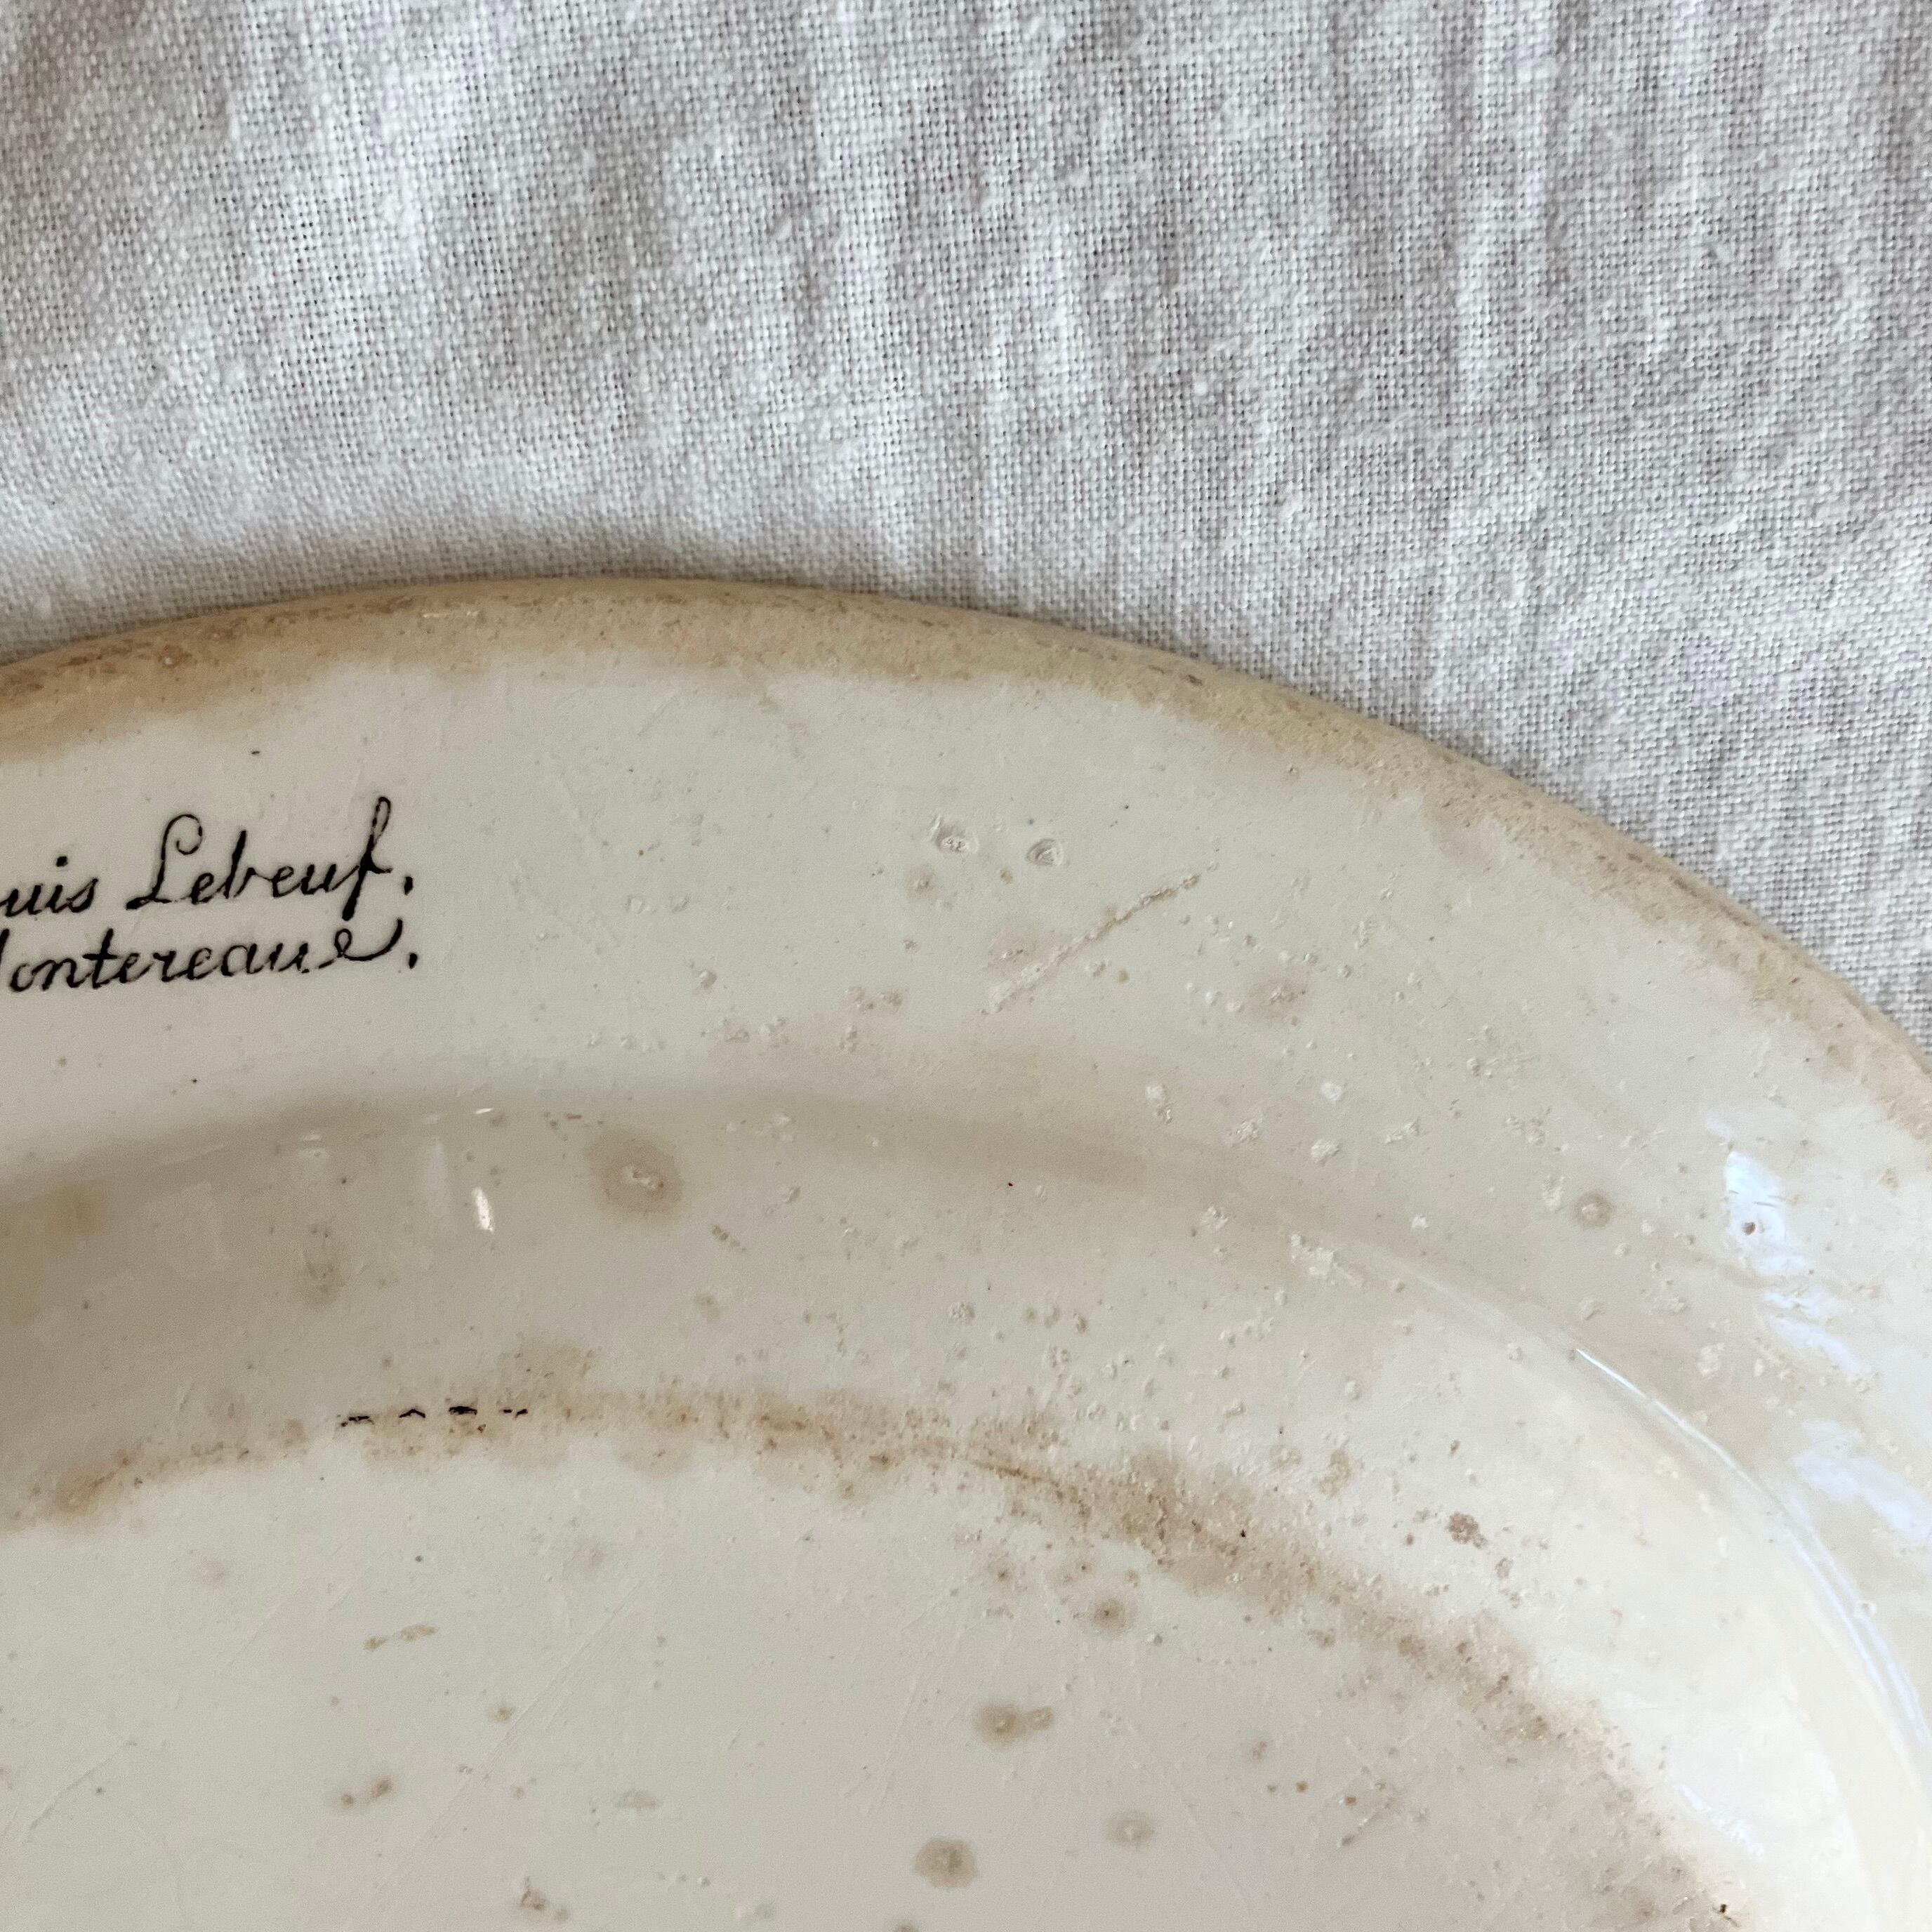 uis Lebeuf.
ontereau.